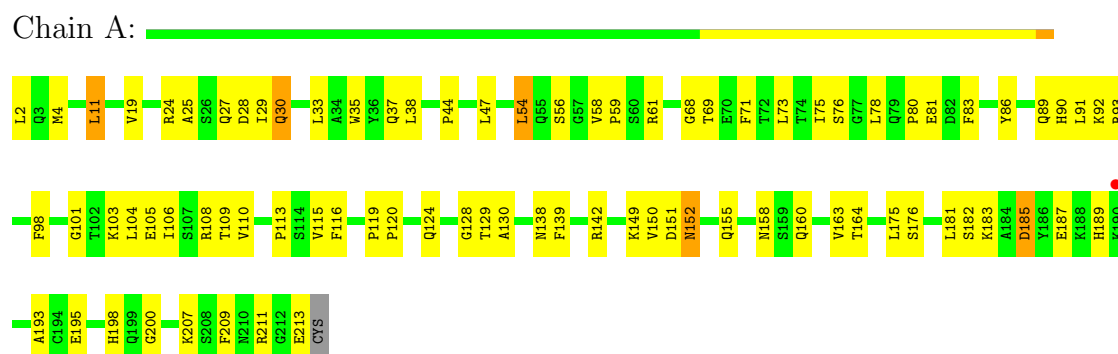 Chain A:
L2 Q3 M4 L11 V19 R24 A25 S26 Q27 D28 I29 Q30 L33 A34 W35 Y36 Q37 L38 P44 L47 L54 Q55 S56 G57 V58 P59 S60 R61 G68 T69 E70 F71 T72 L73 T74 I75 S76 G77 L78 Q79 P80 E81 D82 F83 Y86 Q89 H90 L91 K92 R93
F98 G101 T102 K103 L104 E105 I106 S107 R108 T109 V110 P113 S114 V115 F116 P119 P120 Q124 G128 T129 A130 N138 F139 R142 K149 V150 D151 N152 Q155 N158 S159 Q160 V163 T164 L175 S176 L181 S182 K183 A184 D185 Y186 E187 K188 H189 K190
A193 C194 E195 H198 Q199 G200 K207 S208 F209 N210 R211 G212 E213 CYS